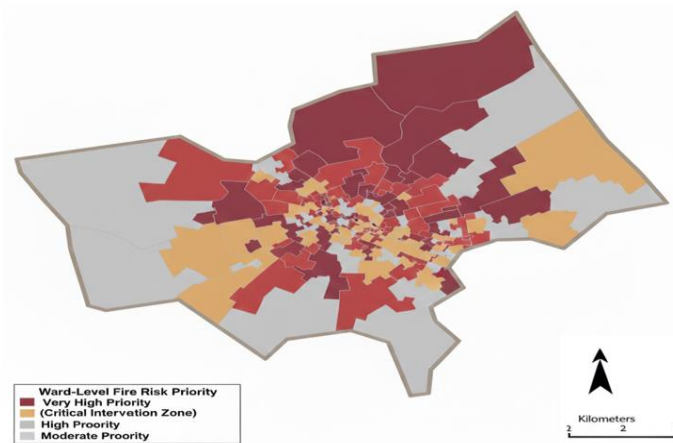 Ward-Level Fire Risk Priority
Very High Priority
(Critical Intervation Zone)
High Proority
Moderate Proority
Kilometers
2 2